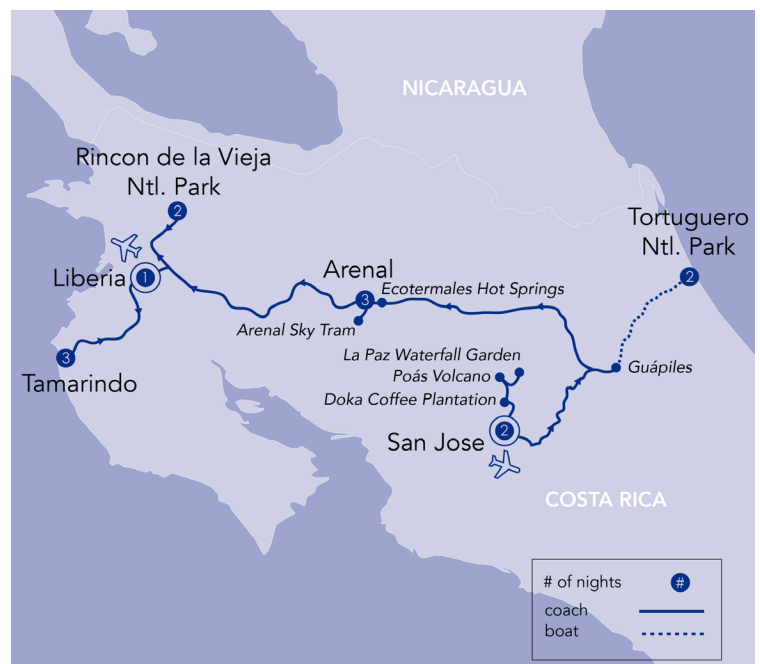 NICARAGUA
Rincon de la Vieja
Ntl. Park
2
Tortuguero
Ntl. Park
2
Liberia
1
Arenal
3
Ecotermales Hot Springs
Arenal Sky Tram
La Paz Waterfall Garden
Poás Volcano
Doka Coffee Plantation
Guápiles
3
Tamarindo
San Jose
2
COSTA RICA
# of nights #
coach
boat